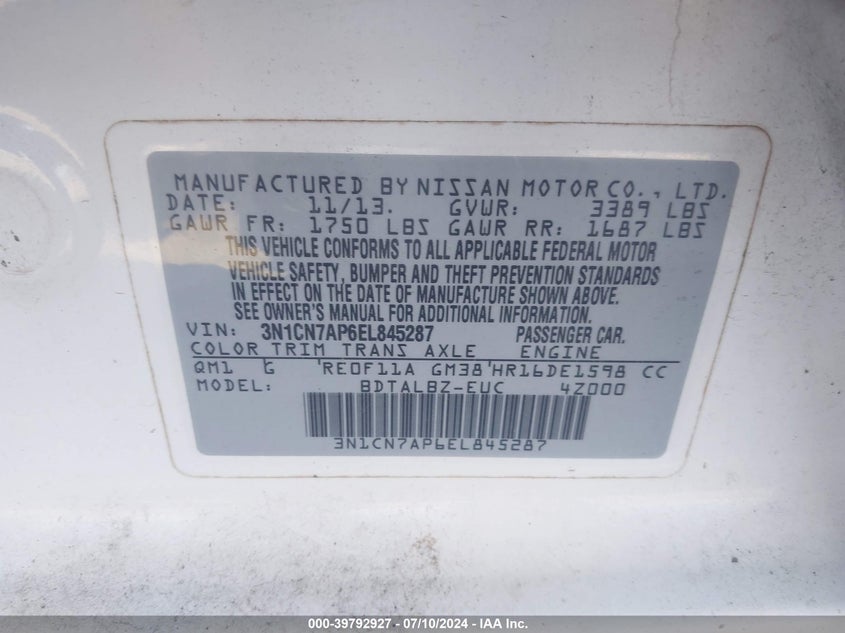 MANUFACTURED BY NISSAN MOTOR CO., LTD.
DATE: 11/13. GVWR: 3389 LBS
GAWR FR: 1750 LBS GAWR RR: 1687 LBS
THIS VEHICLE CONFORMS TO ALL APPLICABLE FEDERAL MOTOR
VEHICLE SAFETY, BUMPER AND THEFT PREVENTION STANDARDS
IN EFFECT ON THE DATE OF MANUFACTURE SHOWN ABOVE.
SEE OWNER'S MANUAL FOR ADDITIONAL INFORMATION.
VIN: 3N1CN7AP6EL845287 PASSENGER CAR.
COLOR TRIM TRANS AXLE ENGINE
QM1 G RE0F11A GM38 HR16DE1598 CC
MODEL: BDTALBZ-EUC 4Z000
3N1CN7AP6EL845287
000-39792927 / 07/10/2024 - IAA Inc.